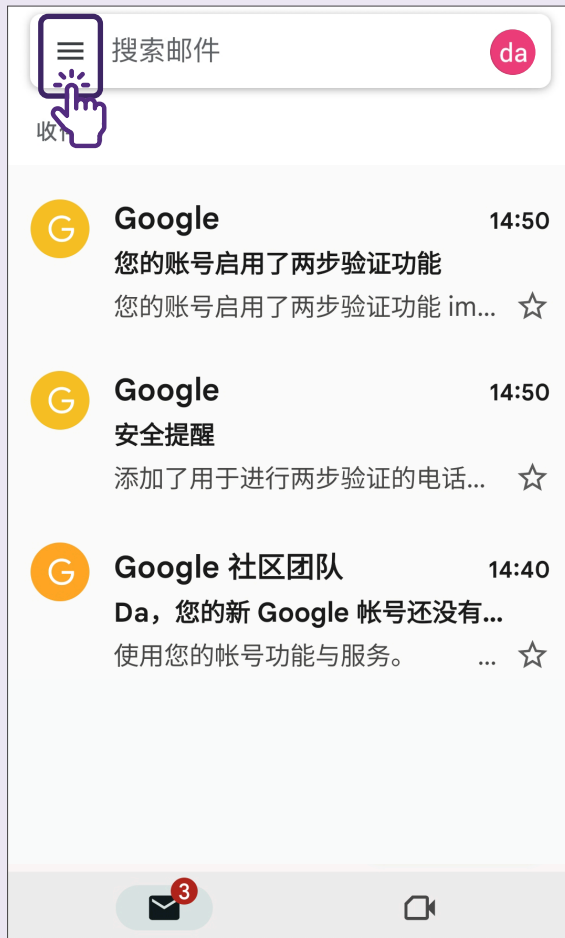 搜索邮件
da
收
G
Google
14:50
您的账号启用了两步验证功能
您的账号启用了两步验证功能 im...
G
Google
14:50
安全提醒
添加了用于进行两步验证的电话...
G
Google 社区团队
14:40
Da，您的新 Google 帐号还没有...
使用您的帐号功能与服务。 ...
3